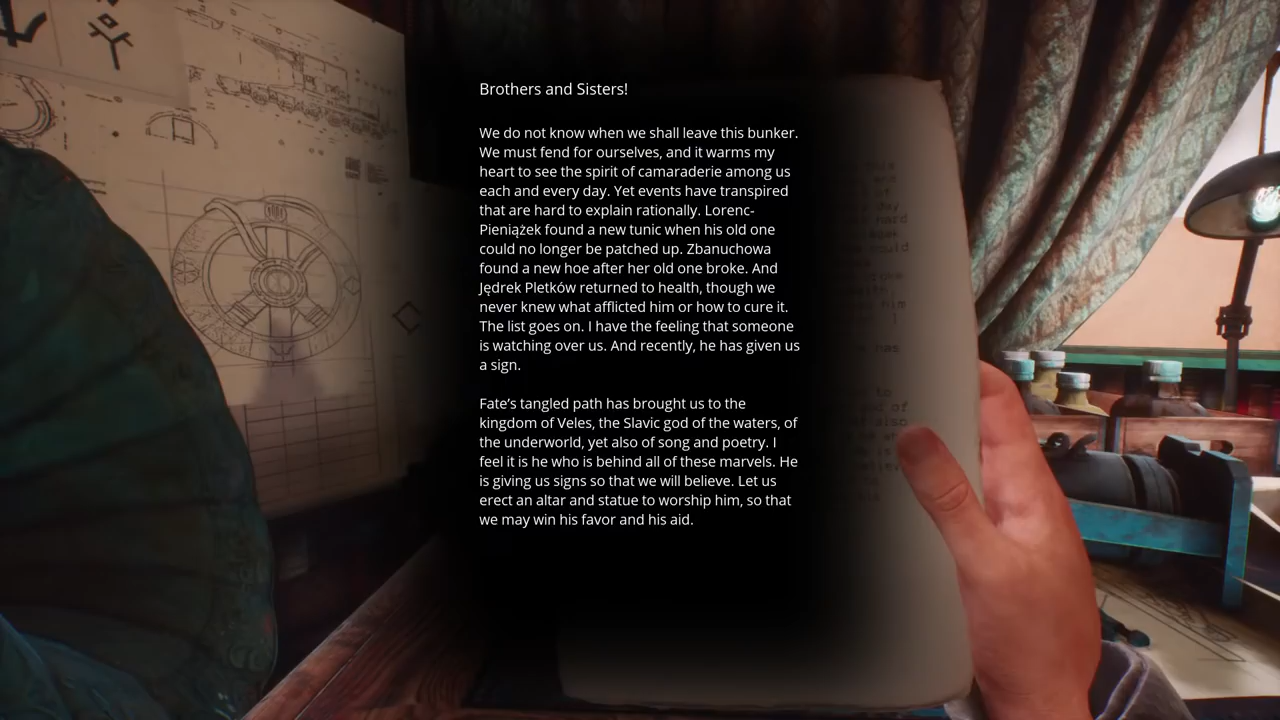 Brothers and Sisters!
We do not know when we shall leave this bunker.
We must fend for ourselves, and it warms my
heart to see the spirit of camaraderie among us
each and every day. Yet events have transpired
that are hard to explain rationally. Lorenc-
Pieniążek found a new tunic when his old one
could no longer be patched up. Zbanuchowa
found a new hoe after her old one broke. And
Jędrek Pletków returned to health, though we
never knew what afflicted him or how to cure it.
The list goes on. I have the feeling that someone
is watching over us. And recently, he has given us
a sign.
Fate’s tangled path has brought us to the
kingdom of Veles, the Slavic god of the waters, of
the underworld, yet also of song and poetry. I
feel it is he who is behind all of these marvels. He
is giving us signs so that we will believe. Let us
erect an altar and statue to worship him, so that
we may win his favor and his aid.